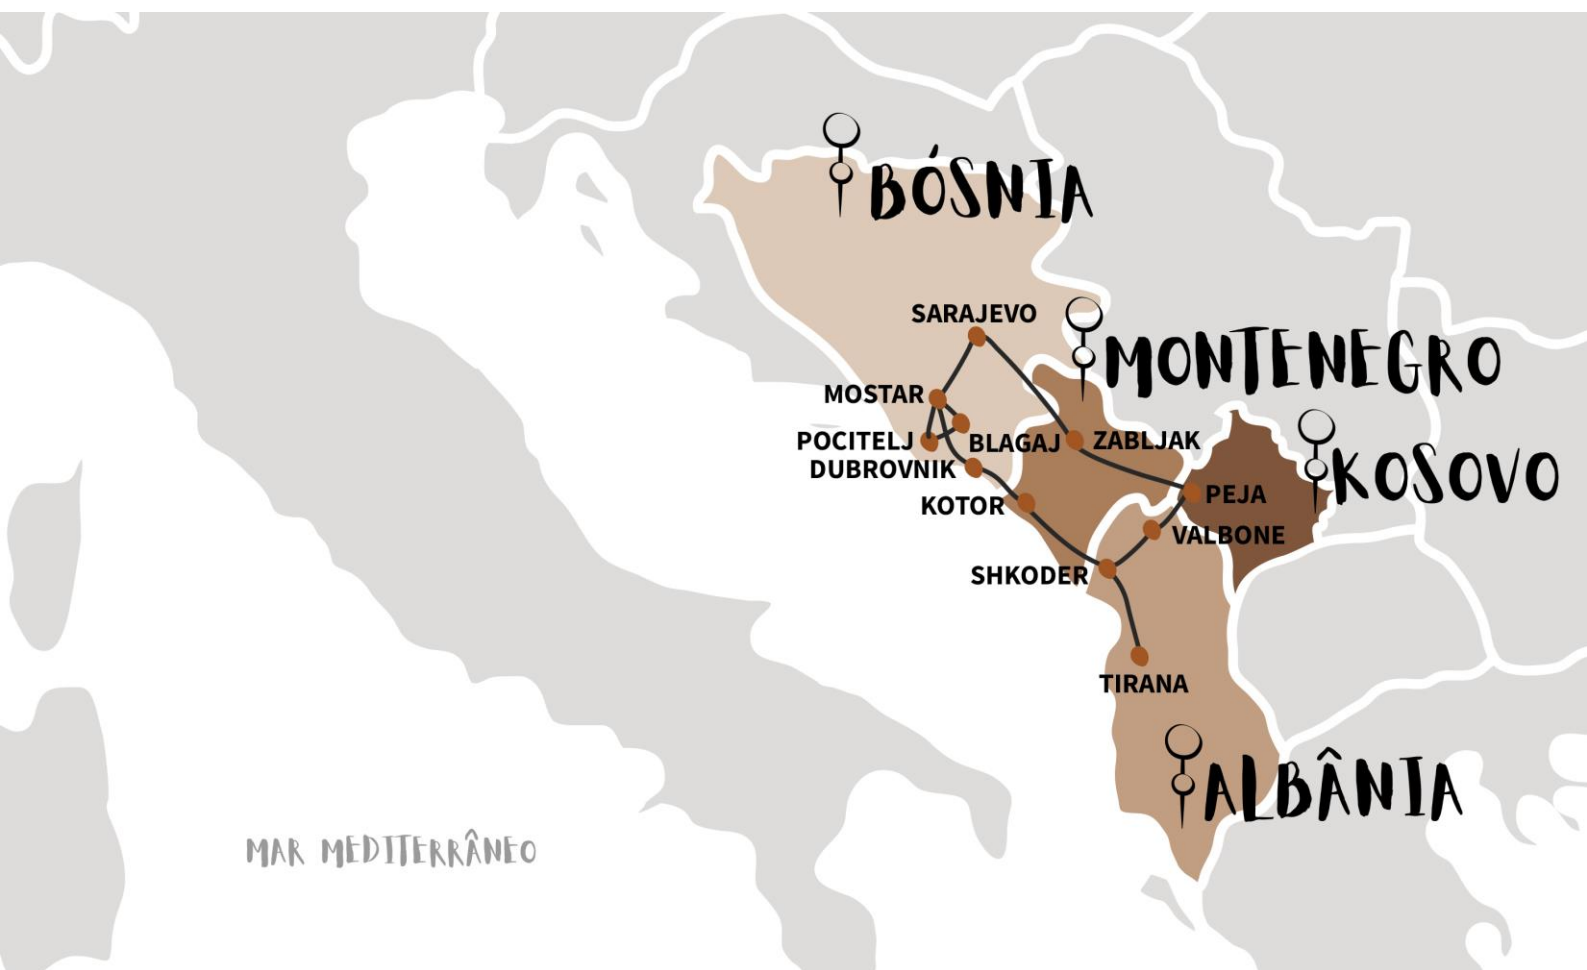 BÓSNIA
SARAJEVO
MONTENEGRO
MOSTAR
POCITELJ
BLAGAJ
ZABLJAK
DUBROVNIK
KOSOVO
KOTOR
PEJA
VALBONE
SHKODER
TIRANA
ALBÂNIA
MAR MEDITERRÂNEO